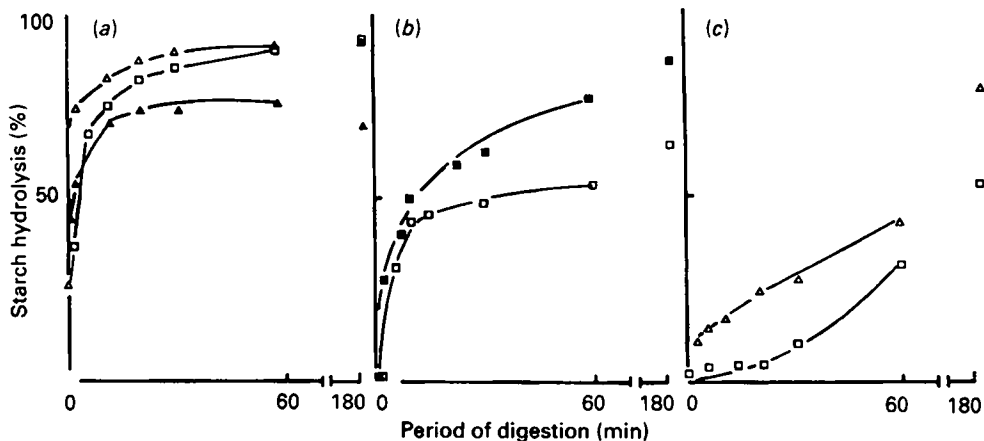 100
(a)
(b)
(c)
50
Starch hydrolysis (%)
0 60 180 0 60 180 0 60 180
Period of digestion (min)